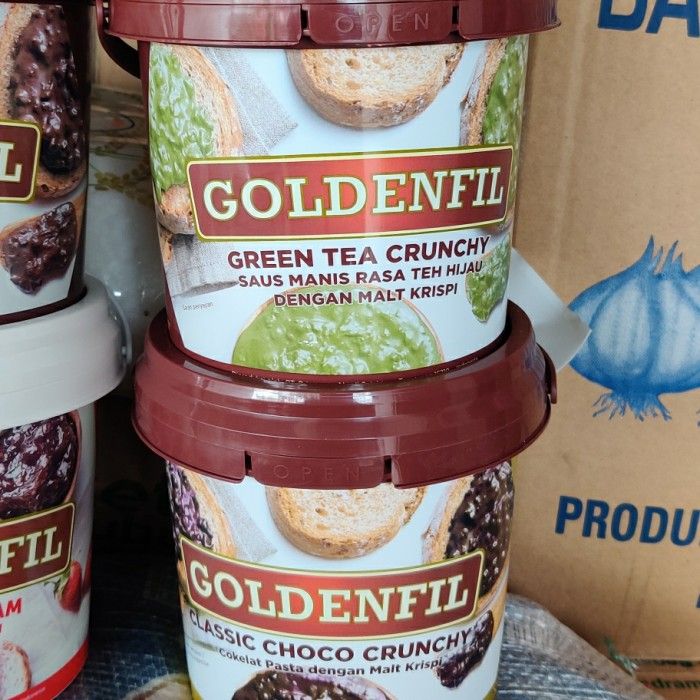 OPEN
DA
L
GOLDENFIL
GREEN TEA CRUNCHY
SAUS MANIS RASA TEH HIJAU
DENGAN MALT KRISPI
OPEN
PRODU
FIL
AM
GOLDENFIL
CLASSIC CHOCO CRUNCHY
Cokelat Pasta dengan Malt Krispi